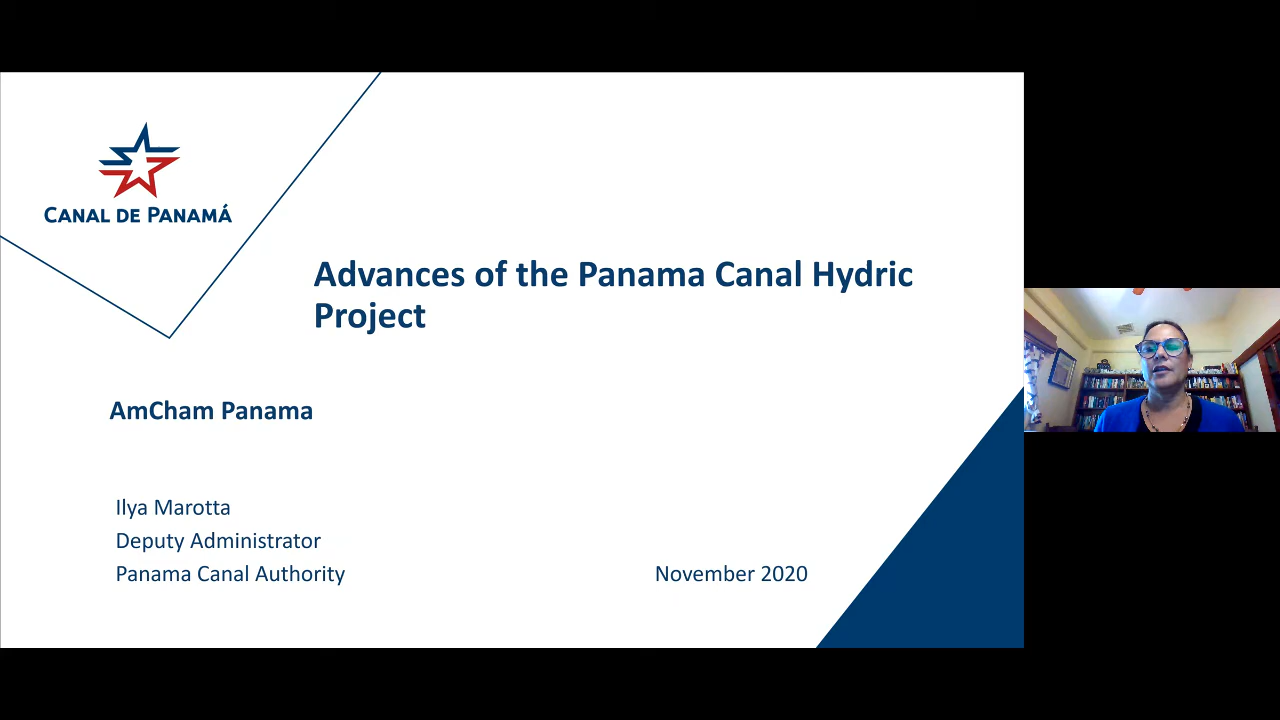 CANAL DE PANAMÁ
Advances of the Panama Canal Hydric
Project
AmCham Panama
Ilya Marotta
Deputy Administrator
Panama Canal Authority
November 2020